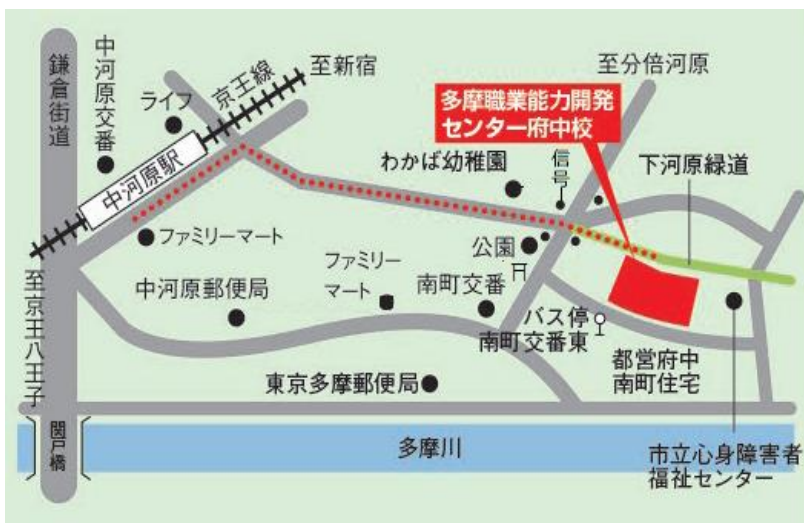 鎌倉街道
中河原交番
ライフ
京王線
至新宿
至分倍河原
多摩職業能力開発
センター府中校
わかば幼稚園
信号
下河原緑道
中河原駅
ファミリーマート
公園
ファミリー
マート
南町交番
中河原郵便局
バス停
南町交番東
至京王八王子
都営府中
南町住宅
東京多摩郵便局
関戸橋
多摩川
市立心身障害者
福祉センター